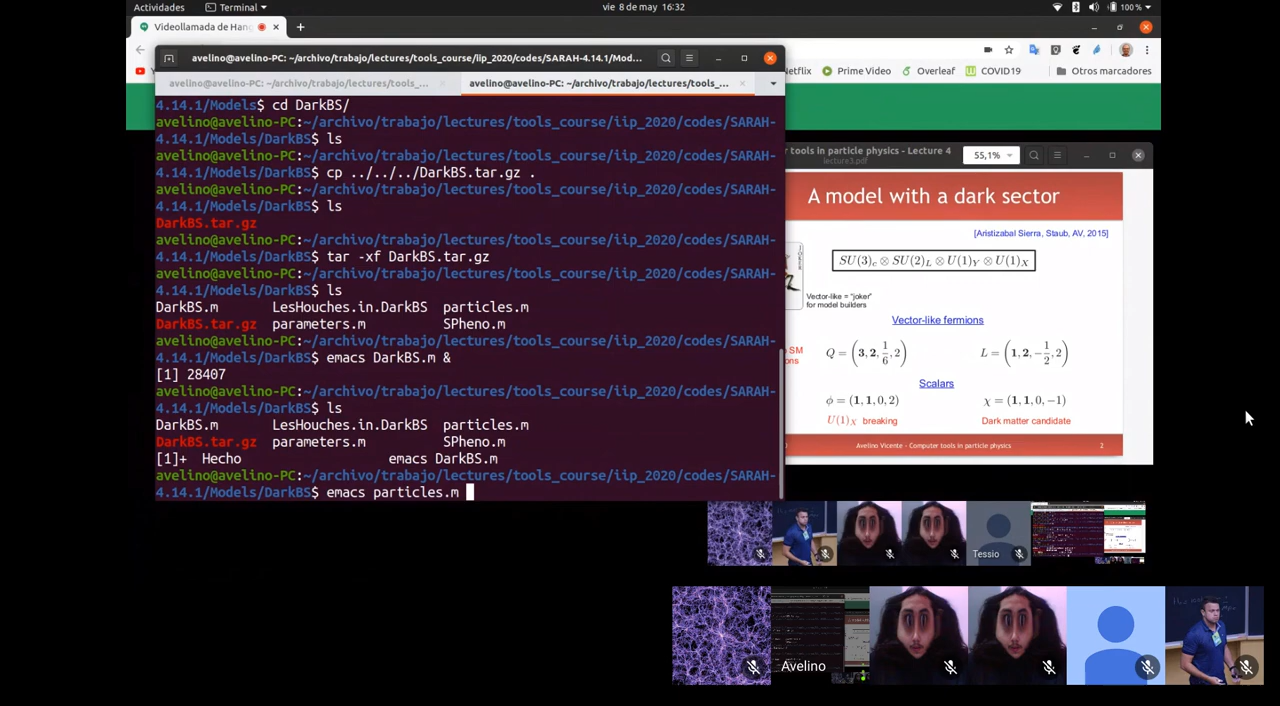 Actividades
Terminal
vie 8 de may 16:32
100 %
Videollamada de Hang
avelino@avelino-PC: ~/archivo/trabajo/lectures/tools_course/iip_2020/codes/SARAH-4.14.1/Mod...
avelino@avelino-PC: ~/archivo/trabajo/lectures/tools_...
avelino@avelino-PC: ~/archivo/trabajo/lectures/tools_...
etflix
Prime Video
Overleaf
COVID19
Otros marcadores
4.14.1/Models$ cd DarkBS/
avelino@avelino-PC:~/archivo/trabajo/lectures/tools_course/iip_2020/codes/SARAH-
4.14.1/Models/DarkBS$ ls
avelino@avelino-PC:~/archivo/trabajo/lectures/tools_course/iip_2020/codes/SARAH-
4.14.1/Models/DarkBS$ cp ../../../DarkBS.tar.gz .
avelino@avelino-PC:~/archivo/trabajo/lectures/tools_course/iip_2020/codes/SARAH-
4.14.1/Models/DarkBS$ ls
DarkBS.tar.gz
avelino@avelino-PC:~/archivo/trabajo/lectures/tools_course/iip_2020/codes/SARAH-
4.14.1/Models/DarkBS$ tar -xf DarkBS.tar.gz
avelino@avelino-PC:~/archivo/trabajo/lectures/tools_course/iip_2020/codes/SARAH-
4.14.1/Models/DarkBS$ ls
DarkBS.m LesHouches.in.DarkBS particles.m
DarkBS.tar.gz parameters.m SPheno.m
avelino@avelino-PC:~/archivo/trabajo/lectures/tools_course/iip_2020/codes/SARAH-
4.14.1/Models/DarkBS$ emacs DarkBS.m &
[1] 28407
avelino@avelino-PC:~/archivo/trabajo/lectures/tools_course/iip_2020/codes/SARAH-
4.14.1/Models/DarkBS$ ls
DarkBS.m LesHouches.in.DarkBS particles.m
DarkBS.tar.gz parameters.m SPheno.m
[1]+ Hecho emacs DarkBS.m
avelino@avelino-PC:~/archivo/trabajo/lectures/tools_course/iip_2020/codes/SARAH-
4.14.1/Models/DarkBS$ emacs particles.m
r tools in particle physics - Lecture 4
lecture3.pdf
55,1%
A model with a dark sector
[Aristizabal Sierra, Staub, AV, 2015]
SU(3)c ⊗ SU(2)L ⊗ U(1)Y ⊗ U(1)X
Vector-like = "joker"
for model builders
Vector-like fermions
SM
ons
Q = (3, 2, 1/6, 2)
L = (1, 2, -1/2, 2)
Scalars
ϕ = (1, 1, 0, 2)
χ = (1, 1, 0, -1)
U(1)X breaking
Dark matter candidate
Avelino Vicente - Computer tools in particle physics
2
Tessio
Avelino